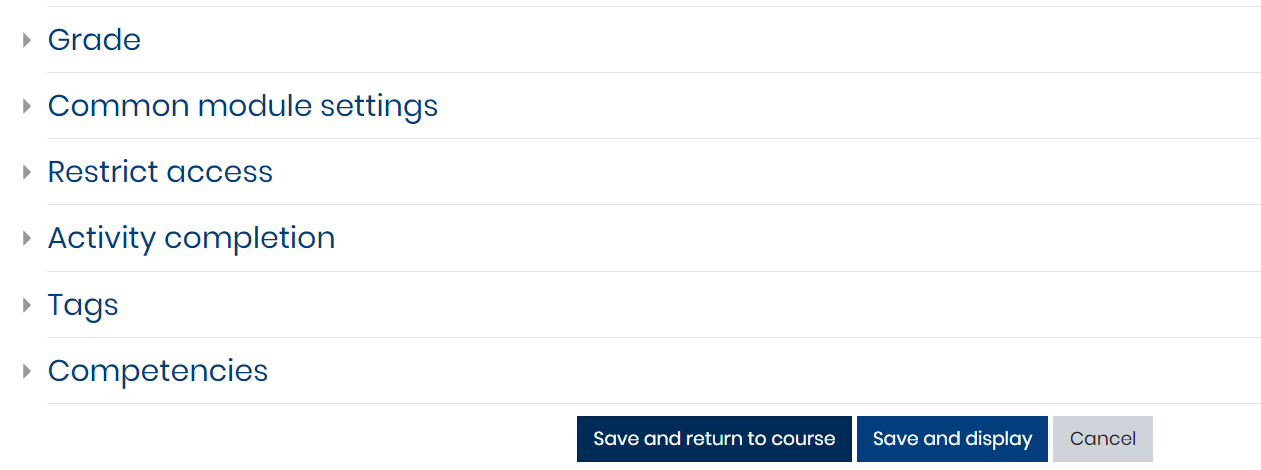 Grade
Common module settings
Restrict access
Activity completion
Tags
Competencies
Save and return to course Save and display Cancel